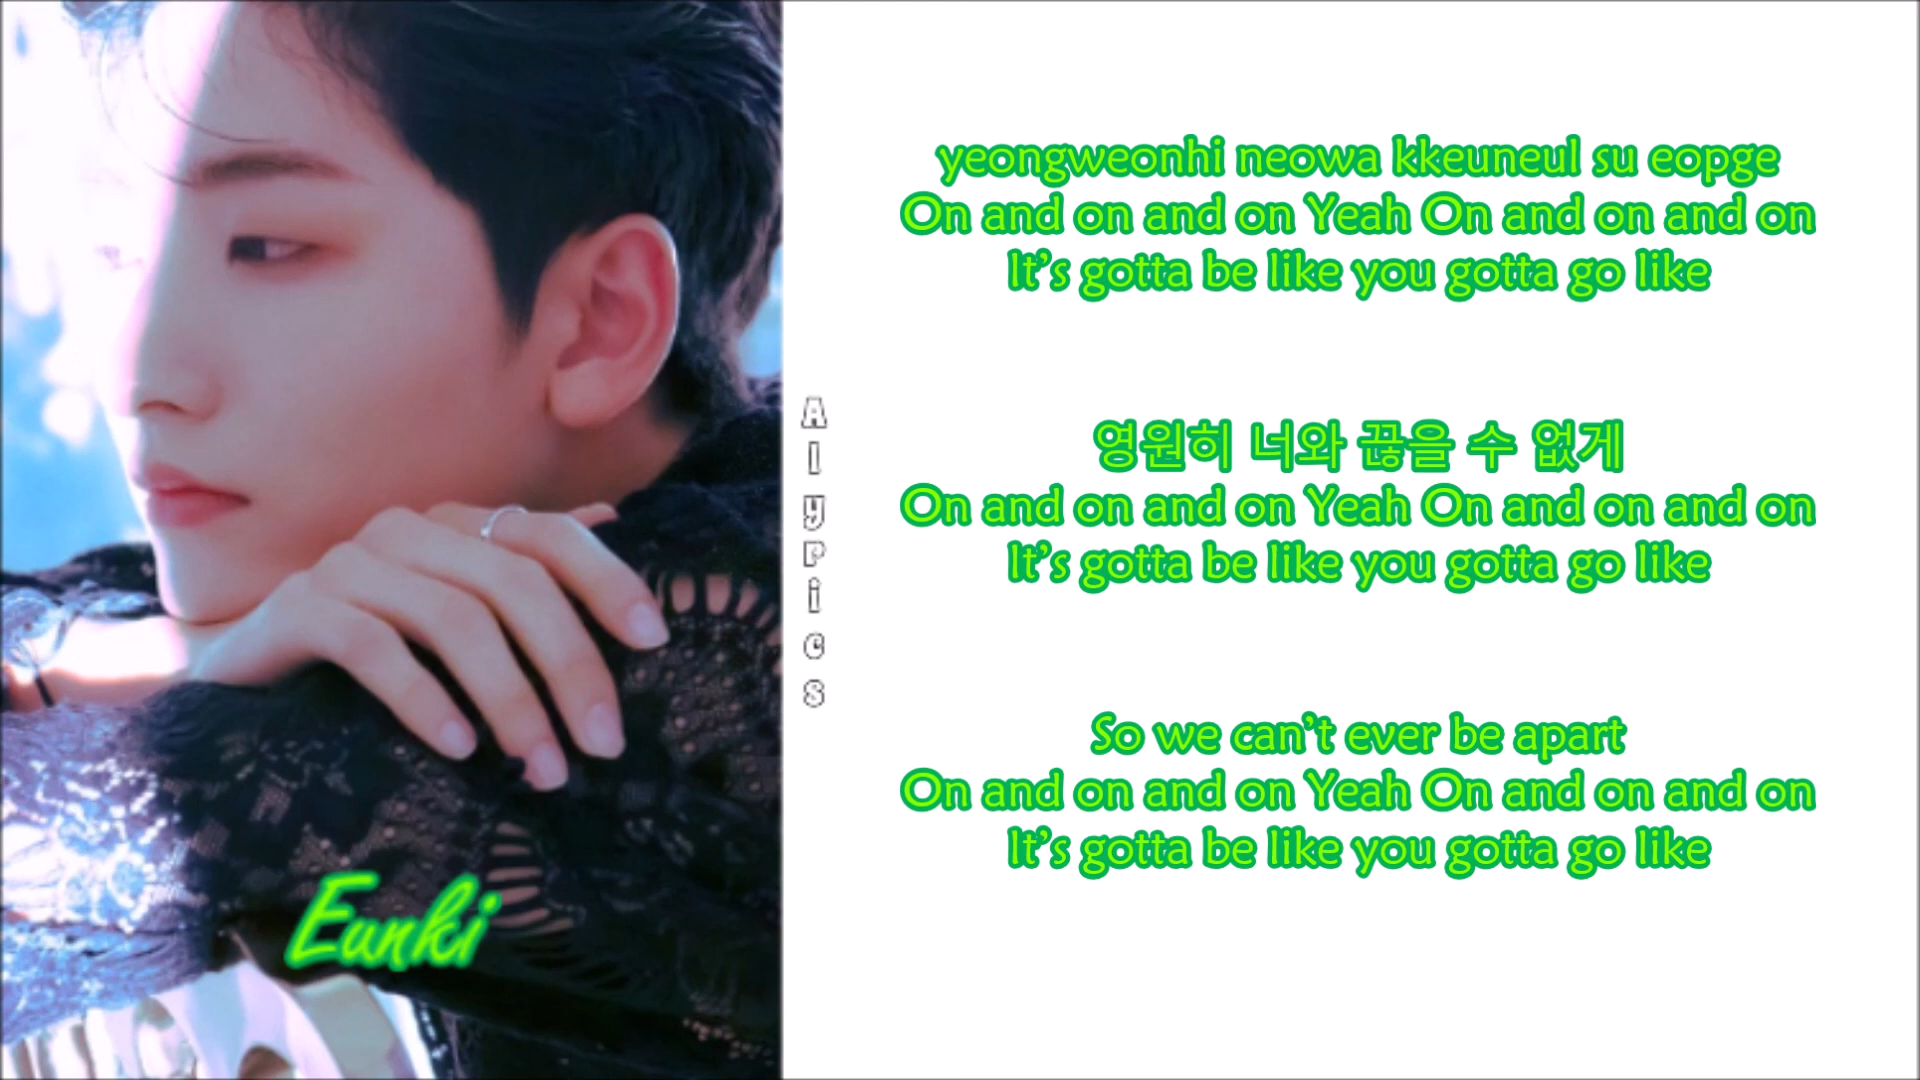 yeongweonhi neowa kkeuneul su eopge
On and on and on Yeah On and on and on
It's gotta be like you gotta go like
영원히 너와 끊을 수 없게
On and on and on Yeah On and on and on
It's gotta be like you gotta go like
So we can't ever be apart
On and on and on Yeah On and on and on
It's gotta be like you gotta go like
Alypics
Eunki